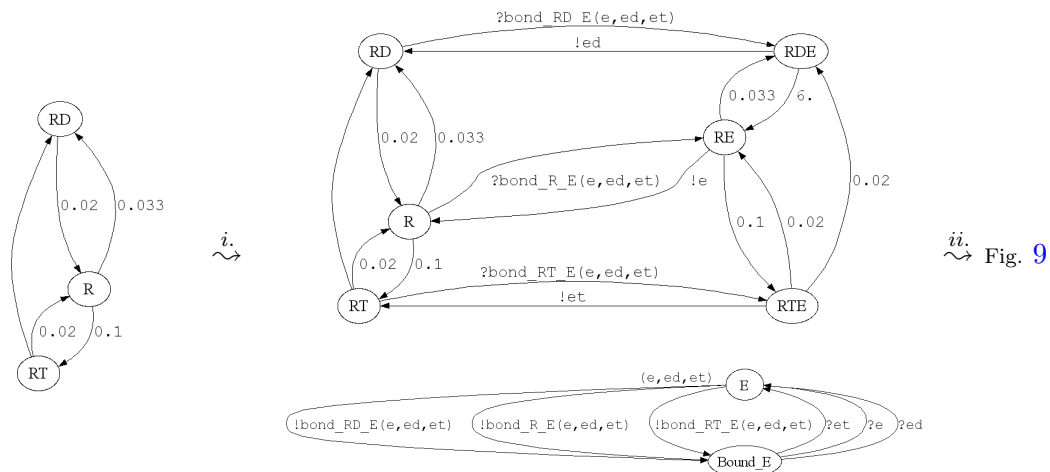 RD
0.02
0.033
R
0.02
0.1
RT
i.
?bond_RD_E(e,ed,et)
RD
!ed
RDE
0.033
6.
0.02
0.033
RE
?bond_R_E(e,ed,et)
!e
0.02
R
0.1
0.02
0.02
0.1
?bond_RT_E(e,ed,et)
RT
!et
RTE
(e,ed,et)
E
!bond_RD_E(e,ed,et)
!bond_R_E(e,ed,et)
!bond_RT_E(e,ed,et)
?et
?e
?ed
Bound_E
ii.
Fig. 9